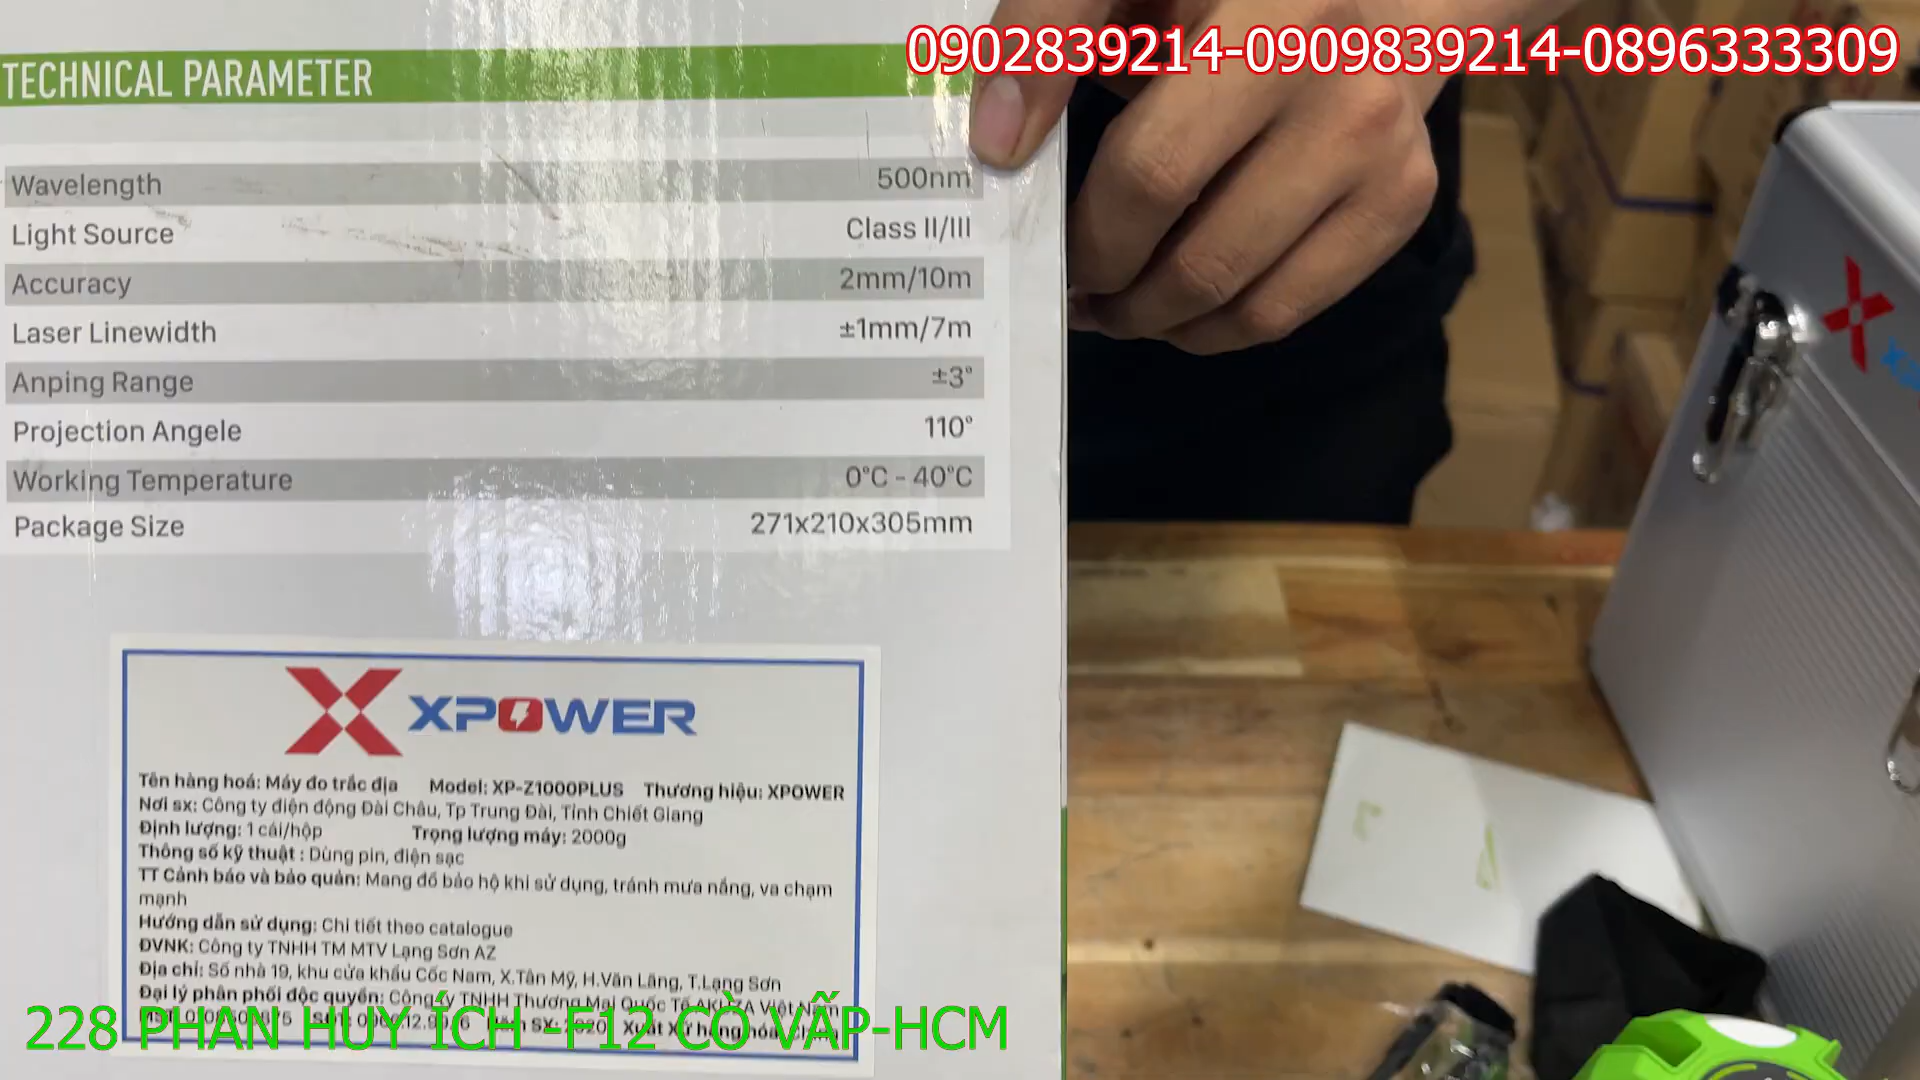 0902839214-0909839214-0896333309
TECHNICAL PARAMETER
Wavelength 500nm
Light Source Class II/III
Accuracy 2mm/10m
Laser Linewidth ±1mm/7m
Anping Range ±3°
Projection Angele 110°
Working Temperature 0°C - 40°C
Package Size 271x210x305mm
XPOWER
Tên hàng hoá: Máy đo trắc địa Model: XP-Z1000PLUS Thương hiệu: XPOWER
Nơi sx: Công ty điện động Đài Châu, Tp Trung Đài, Tỉnh Chiết Giang
Định lượng: 1 cái/hộp Trọng lượng máy: 2000g
Thông số kỹ thuật : Dùng pin, điện sạc
TT Cảnh báo và bảo quản: Mang đồ bảo hộ khi sử dụng, tránh mưa nắng, va chạm
mạnh
Hướng dẫn sử dụng: Chi tiết theo catalogue
ĐVNK: Công ty TNHH TM MTV Lạng Sơn AZ
Địa chỉ: Số nhà 19, khu cửa khẩu Cốc Nam, X.Tân Mỹ, H.Văn Lãng, T.Lạng Sơn
Đại lý phân phối độc quyền: Công ty TNHH Thương Mại Quốc Tế AKUZA Việt Nam
228 PHAN HUY ÍCH -F12 GÒ VẤP-HCM